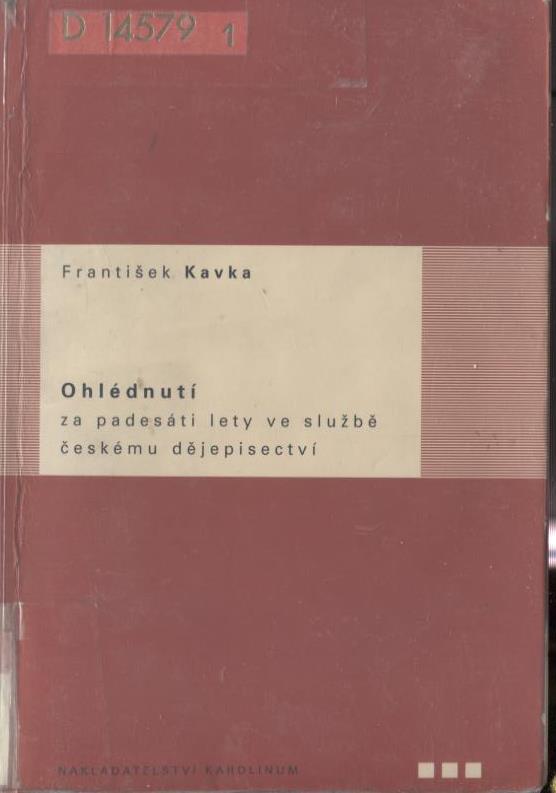 D 14579 1
František Kavka
Ohlédnutí
za padesáti lety ve službě
českému dějepisectví
NAKLADATELSTVÍ KAROLINUM